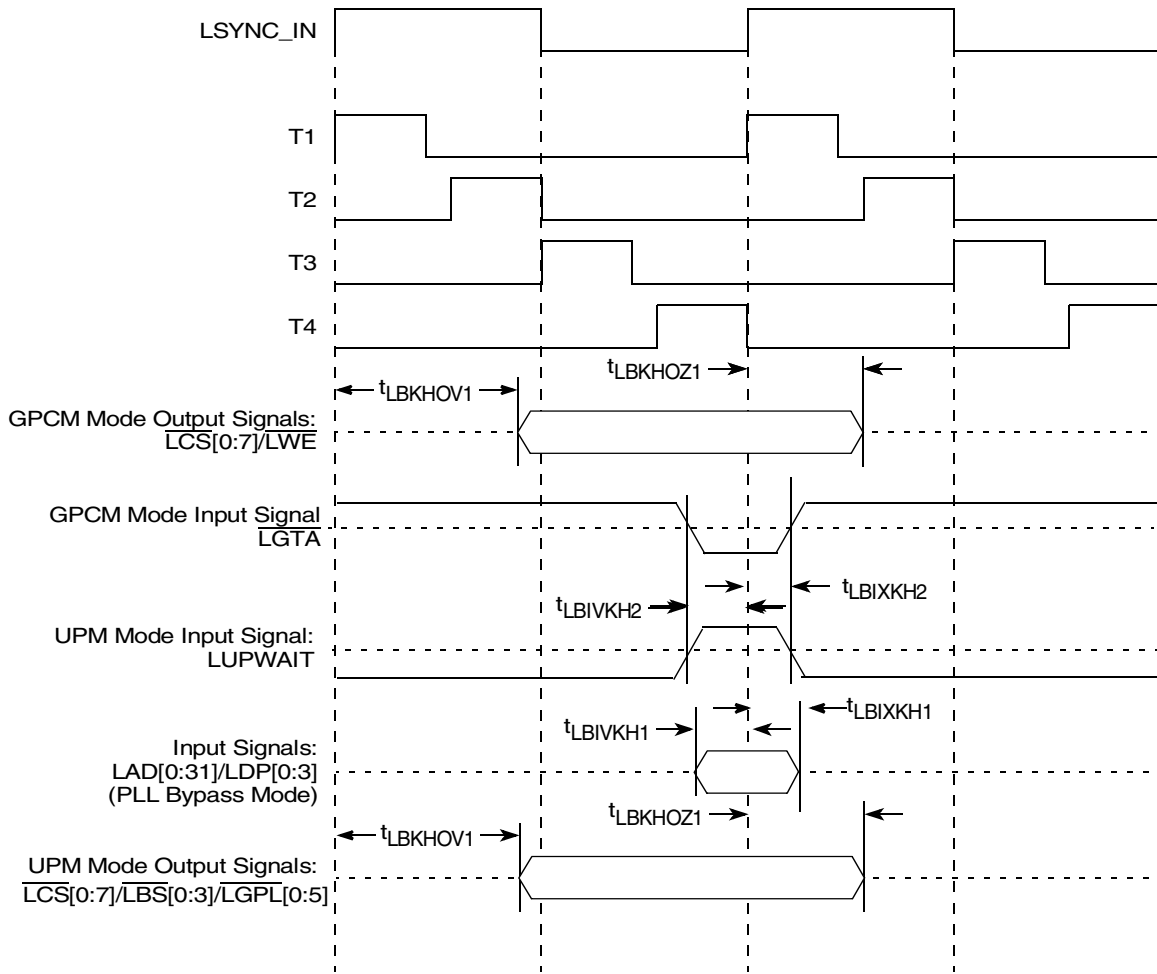 LSYNC_IN
T1
T2
T3
T4
tLBKHOZ1
tLBKHOV1
GPCM Mode Output Signals:
LCS[0:7]/LWE
GPCM Mode Input Signal
LGTA
tLBIXKH2
tLBIVKH2
UPM Mode Input Signal:
LUPWAIT
tLBIXKH1
tLBIVKH1
Input Signals:
LAD[0:31]/LDP[0:3]
(PLL Bypass Mode)
tLBKHOZ1
tLBKHOV1
UPM Mode Output Signals:
LCS[0:7]/LBS[0:3]/LGPL[0:5]